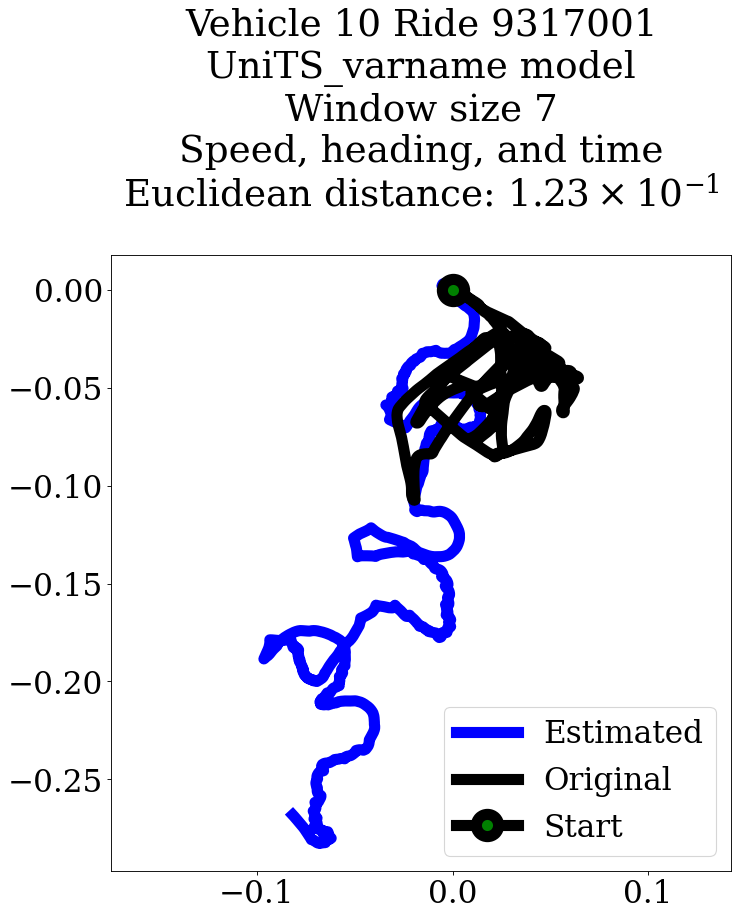 Vehicle 10 Ride 9317001
UniTS_varname model
Window size 7
Speed, heading, and time
Euclidean distance: 1.23 × 10⁻¹
0.00
−0.05
−0.10
−0.15
−0.20
−0.25
Estimated
Original
Start
−0.1
0.0
0.1